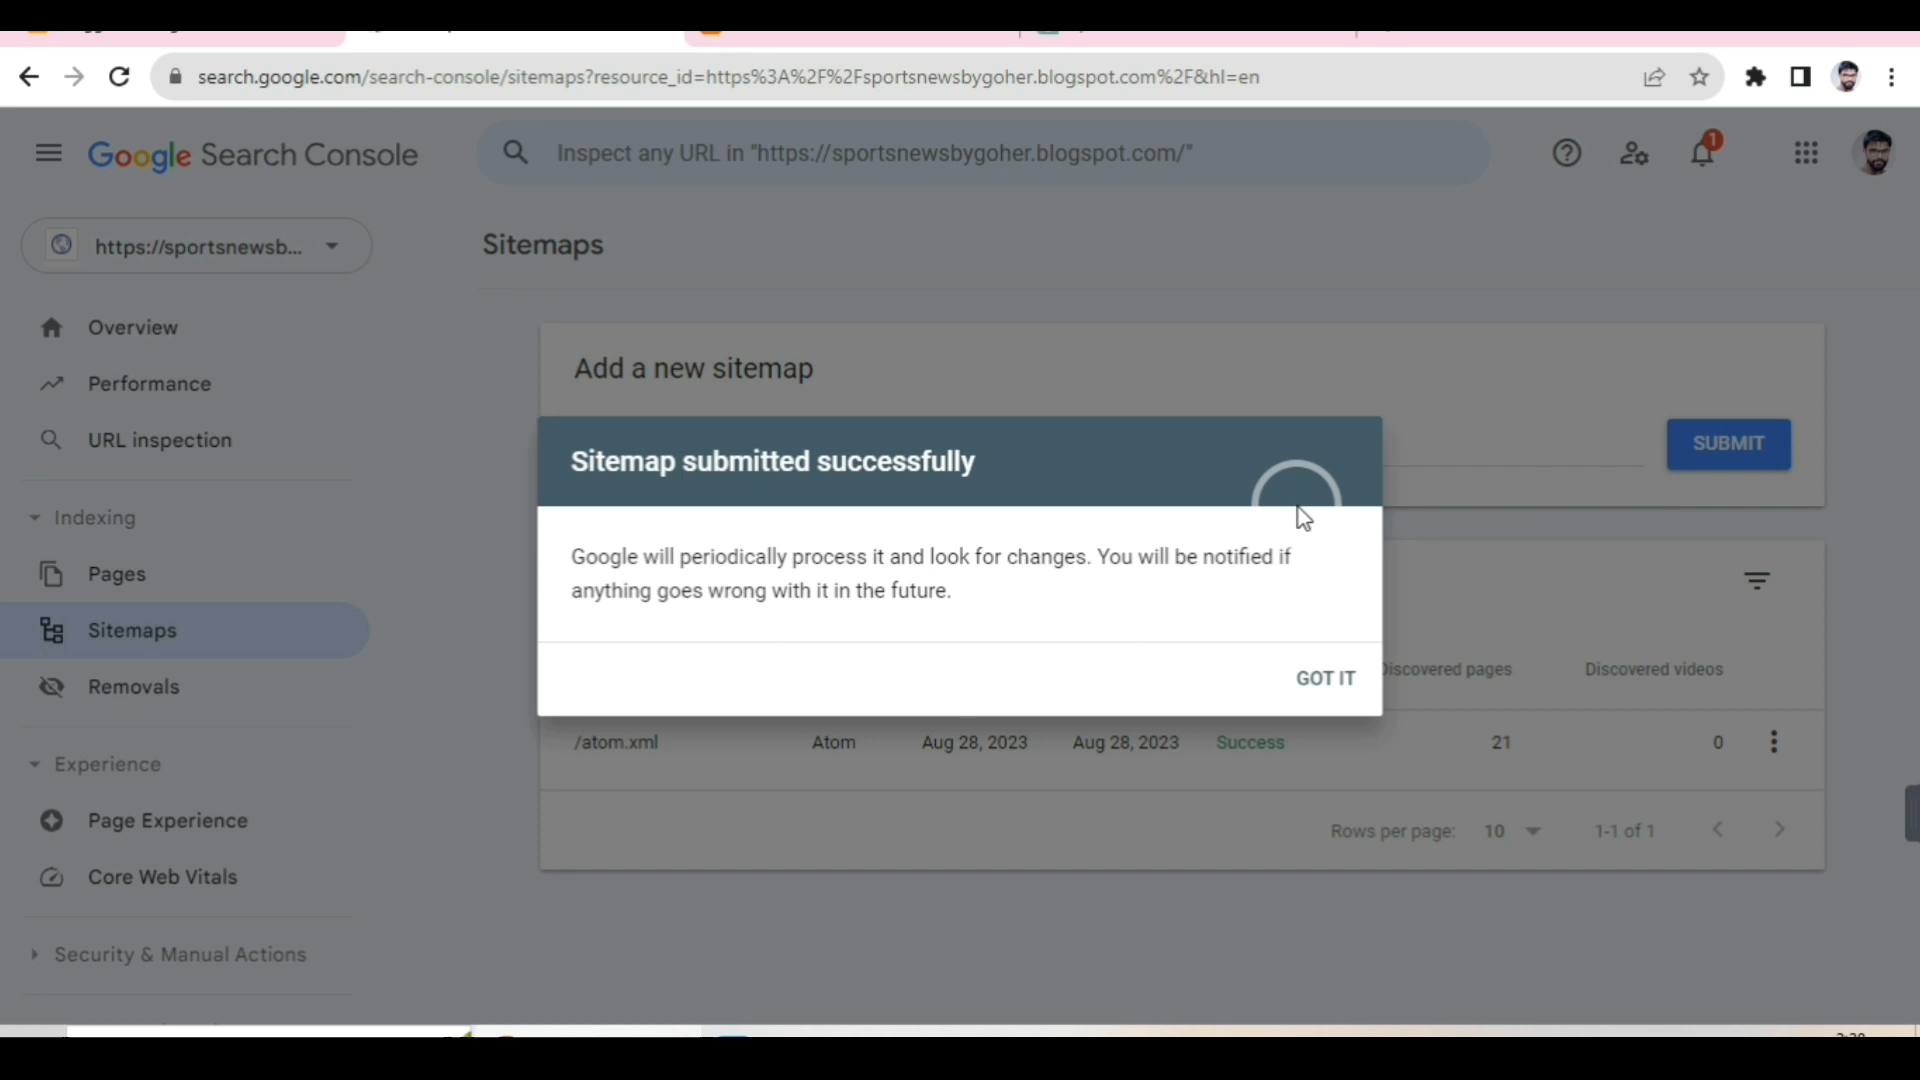 search.google.com/search-console/sitemaps?resource_id=https%3A%2F%2Fsportsnewsbygoher.blogspot.com%2F&hl=en
Google Search Console
Inspect any URL in "https://sportsnewsbygoher.blogspot.com/"
1
https://sportsnewsb...
Sitemaps
Overview
Performance
URL inspection
Indexing
Pages
Sitemaps
Removals
Experience
Page Experience
Core Web Vitals
Security & Manual Actions
Add a new sitemap
SUBMIT
Sitemap submitted successfully
Google will periodically process it and look for changes. You will be notified if
anything goes wrong with it in the future.
GOT IT
Discovered pages Discovered videos
/atom.xml Atom Aug 28, 2023 Aug 28, 2023 Success 21 0
Rows per page: 10 1-1 of 1